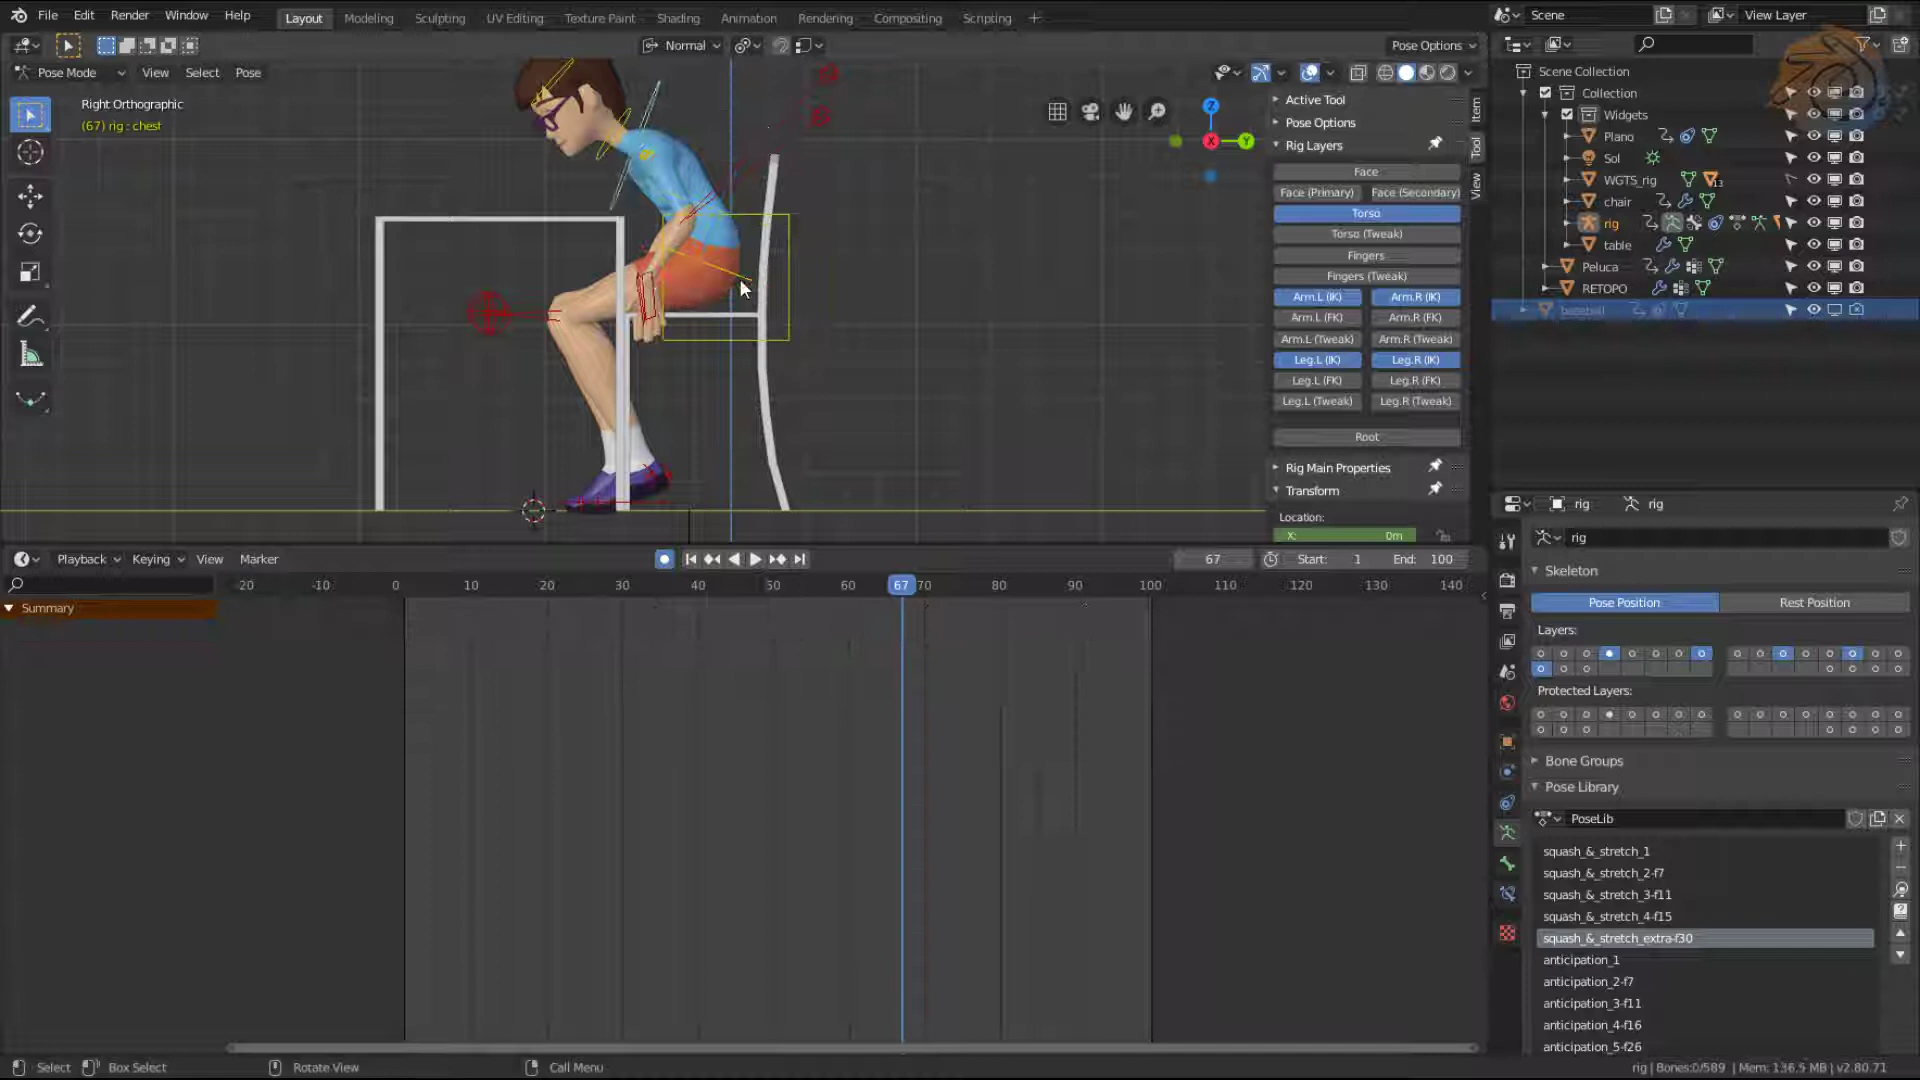 File Edit Render Window Help Layout Modeling Sculpting UV Editing Texture Paint Shading Animation Rendering Compositing Scripting + Scene View Layer
Normal Pose Options
Pose Mode View Select Pose
Right Orthographic
(67) rig : chest
Z
X
Y
Active Tool
Pose Options
Rig Layers
Face
Face (Primary) Face (Secondary)
Torso
Torso (Tweak)
Fingers
Fingers (Tweak)
Arm.L (IK) Arm.R (IK)
Arm.L (FK) Arm.R (FK)
Arm.L (Tweak) Arm.R (Tweak)
Leg.L (IK) Leg.R (IK)
Leg.L (FK) Leg.R (FK)
Leg.L (Tweak) Leg.R (Tweak)
Root
Rig Main Properties
Transform
Location:
X: 0m
Item
Tool
View
Scene Collection
Collection
Widgets
Plano
Sol
WGTS_rig
chair
rig
table
Peluca
RETOPO
baseball
rig rig
rig
Skeleton
Pose Position Rest Position
Layers:
Protected Layers:
Bone Groups
Pose Library
PoseLib
squash_&_stretch_1
squash_&_stretch_2-f7
squash_&_stretch_3-f11
squash_&_stretch_4-f15
squash_&_stretch_extra-f30
anticipation_1
anticipation_2-f7
anticipation_3-f11
anticipation_4-f16
anticipation_5-f26
Playback Keying View Marker 67 Start: 1 End: 100
-20 -10 0 10 20 30 40 50 60 67 70 80 90 100 110 120 130 140
Summary
Select Box Select Rotate View Call Menu rig | Bones:0/589 | Mem: 136.5 MB | v2.80.71